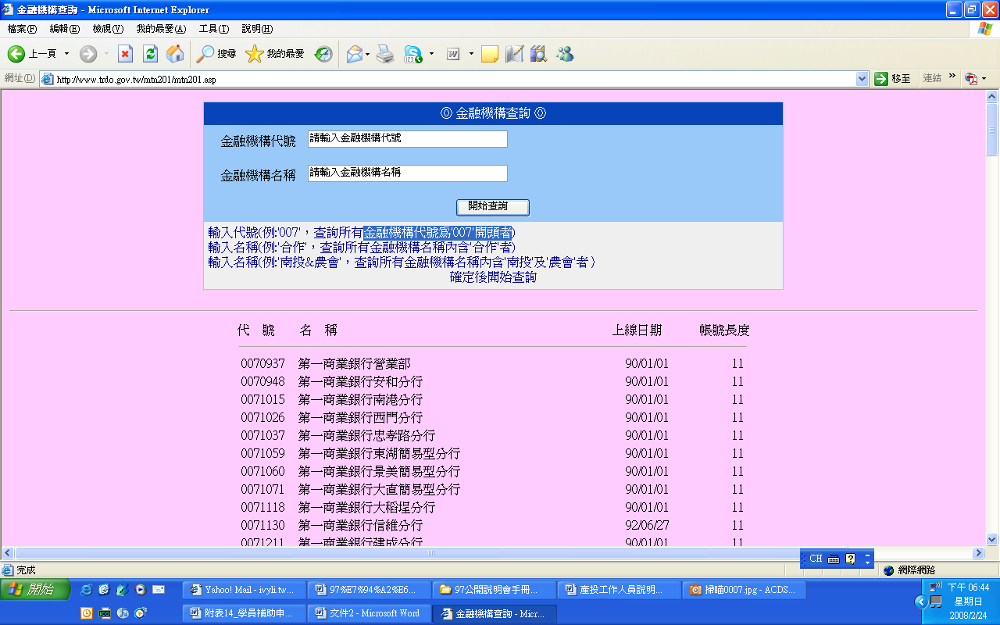 金融機構查詢 - Microsoft Internet Explorer
檔案(F) 編輯(E) 檢視(V) 我的最愛(A) 工具(T) 說明(H)
上一頁 搜尋 我的最愛
網址(D) http://www.trdo.gov.tw/mtn201/mtn201.asp 移至 連結 »
◎ 金融機構查詢 ◎
金融機構代號 請輸入金融機構代號
金融機構名稱 請輸入金融機構名稱
開始查詢
輸入代號(例:'007'，查詢所有金融機構代號為'007'開頭者)
輸入名稱(例:'合作'，查詢所有金融機構名稱內含'合作'者)
輸入名稱(例:'南投&農會'，查詢所有金融機構名稱內含'南投'及'農會'者)
確定後開始查詢
代 號 名 稱 上線日期 帳號長度
0070937 第一商業銀行營業部 90/01/01 11
0070948 第一商業銀行安和分行 90/01/01 11
0071015 第一商業銀行南港分行 90/01/01 11
0071026 第一商業銀行西門分行 90/01/01 11
0071037 第一商業銀行忠孝路分行 90/01/01 11
0071059 第一商業銀行東湖簡易型分行 90/01/01 11
0071060 第一商業銀行景美簡易型分行 90/01/01 11
0071071 第一商業銀行大直簡易型分行 90/01/01 11
0071118 第一商業銀行大稻埕分行 90/01/01 11
0071130 第一商業銀行信維分行 92/06/27 11
0071211 第一商業銀行建成分行 90/01/01 11
CH
完成 網際網路
開始 Yahoo! Mail - ivyli.tw... 97%E7%94%A2%E6... 97公開說明會手冊... 產投工作人員說明... 掃瞄0007.jpg - ACDS... 下午 06:44
星期日
附表14_學員補助申... 文件2 - Microsoft Word 金融機構查詢 - Micr... 2008/2/24